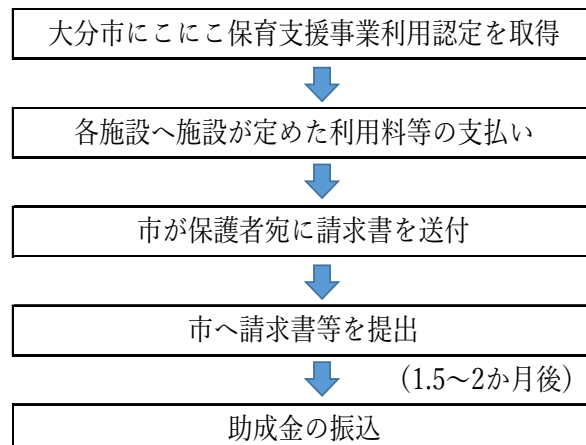 大分市にこにこ保育支援事業利用認定を取得
各施設へ施設が定めた利用料等の支払い
市が保護者宛に請求書を送付
市へ請求書等を提出
（1.5～2か月後）
助成金の振込